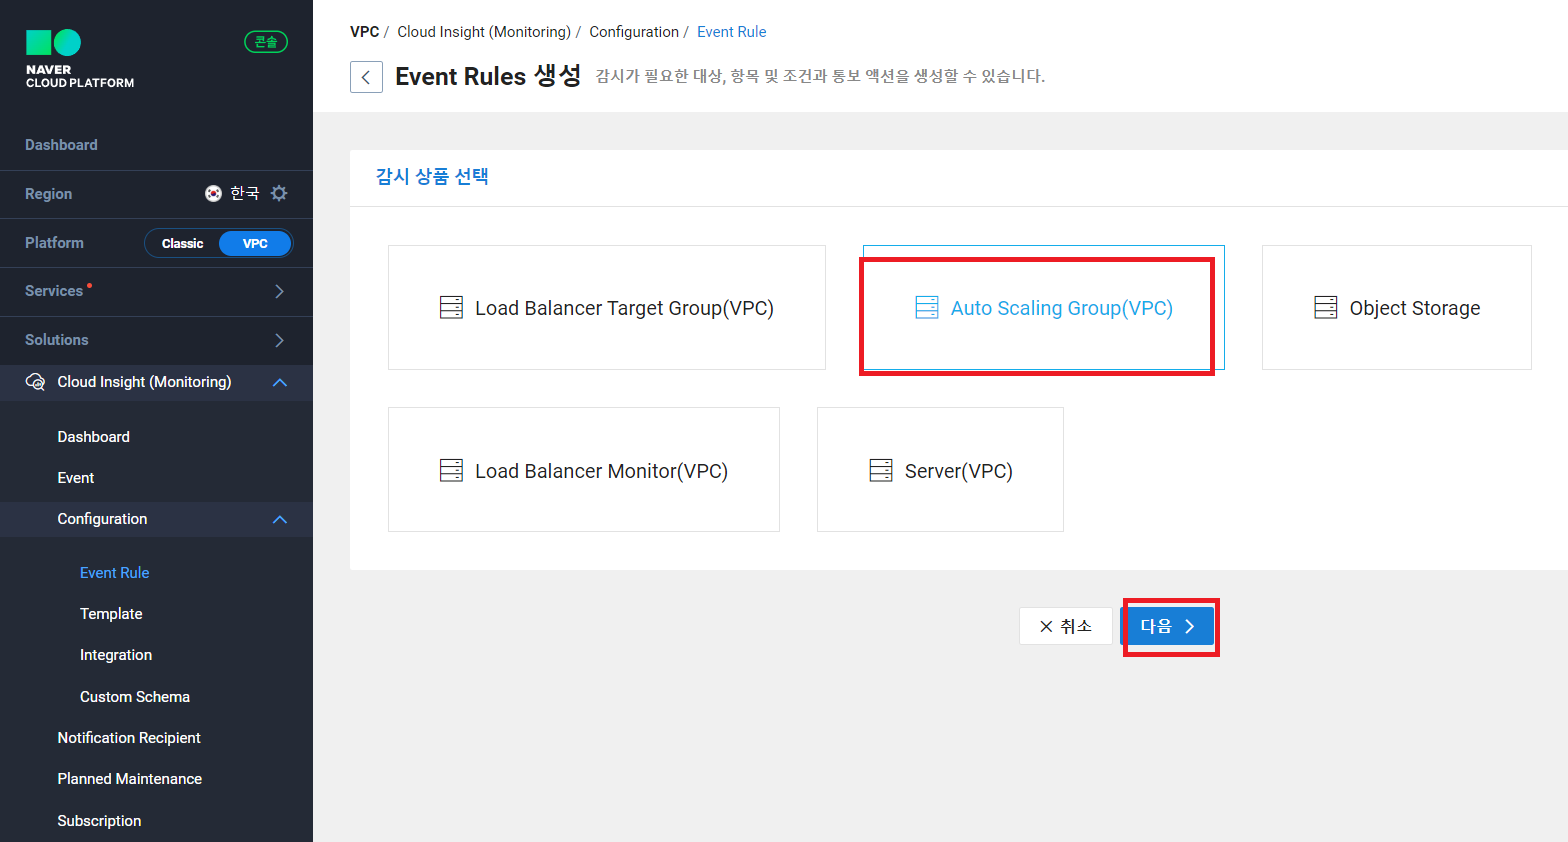 NAVER
CLOUD PLATFORM
콘솔
Dashboard
Region 한국
Platform Classic VPC
Services
Solutions
Cloud Insight (Monitoring)
Dashboard
Event
Configuration
Event Rule
Template
Integration
Custom Schema
Notification Recipient
Planned Maintenance
Subscription
VPC / Cloud Insight (Monitoring) / Configuration / Event Rule
Event Rules 생성 감시가 필요한 대상, 항목 및 조건과 통보 액션을 생성할 수 있습니다.
감시 상품 선택
Load Balancer Target Group(VPC)
Auto Scaling Group(VPC)
Object Storage
Load Balancer Monitor(VPC)
Server(VPC)
취소
다음